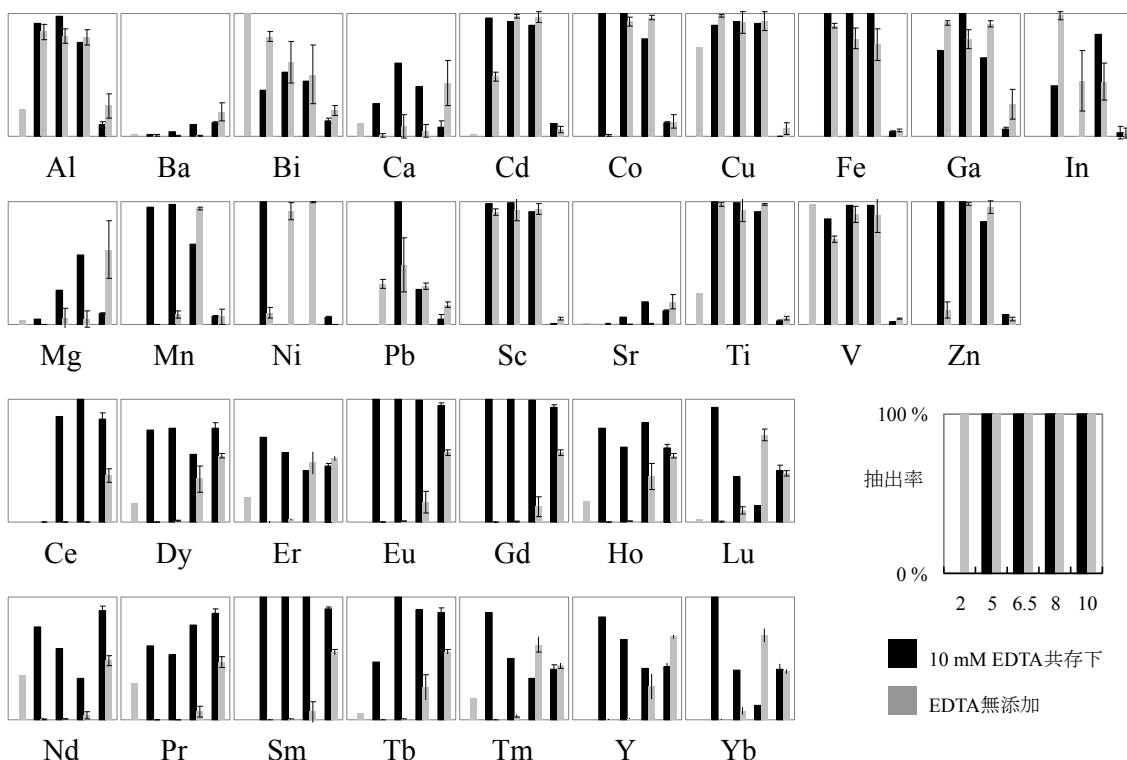 Al Ba Bi Ca Cd Co Cu Fe Ga In
Mg Mn Ni Pb Sc Sr Ti V Zn
Ce Dy Er Eu Gd Ho Lu
Nd Pr Sm Tb Tm Y Yb
100 %
抽出率
0 %
2 5 6.5 8 10
10 mM EDTA共存下
EDTA無添加